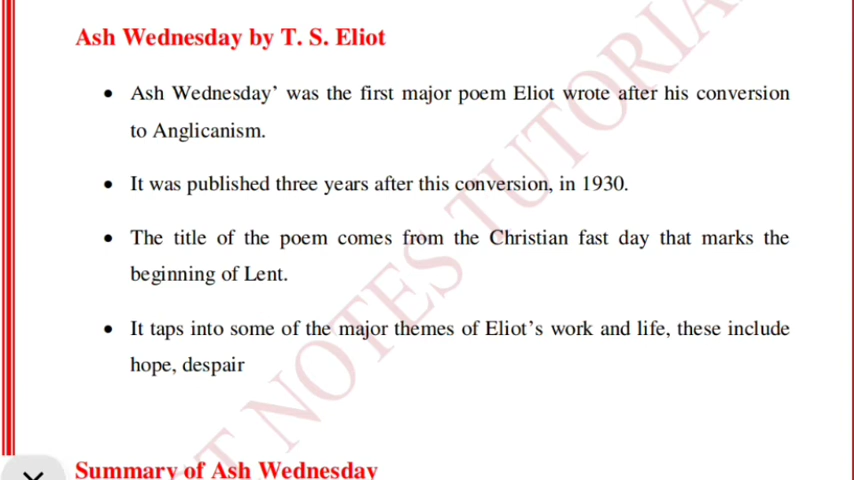 Ash Wednesday by T. S. Eliot
• Ash Wednesday’ was the first major poem Eliot wrote after his conversion
to Anglicanism.
• It was published three years after this conversion, in 1930.
• The title of the poem comes from the Christian fast day that marks the
beginning of Lent.
• It taps into some of the major themes of Eliot’s work and life, these include
hope, despair
Summary of Ash Wednesday
NOTES